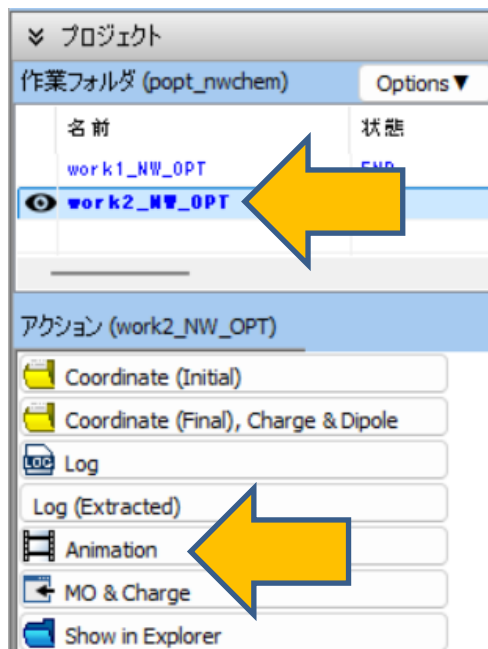 プロジェクト
作業フォルダ (popt_nwchem) Options▼
名前 状態
work1_NW_OPT END
work2_NW_OPT
アクション (work2_NW_OPT)
Coordinate (Initial)
Coordinate (Final), Charge & Dipole
LOG Log
Log (Extracted)
Animation
MO & Charge
Show in Explorer